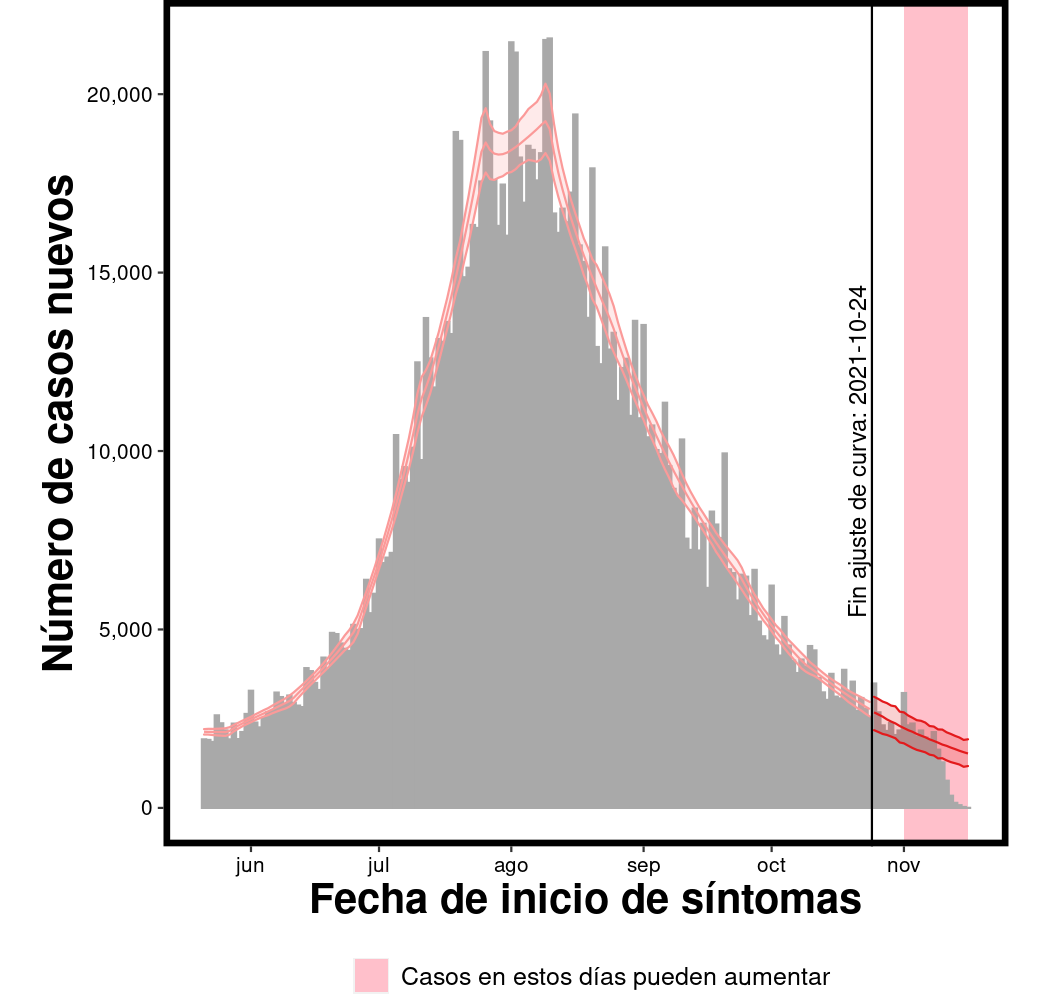 Número de casos nuevos
20,000
15,000
10,000
5,000
0
Fin ajuste de curva: 2021-10-24
jun jul ago sep oct nov
Fecha de inicio de síntomas
Casos en estos días pueden aumentar